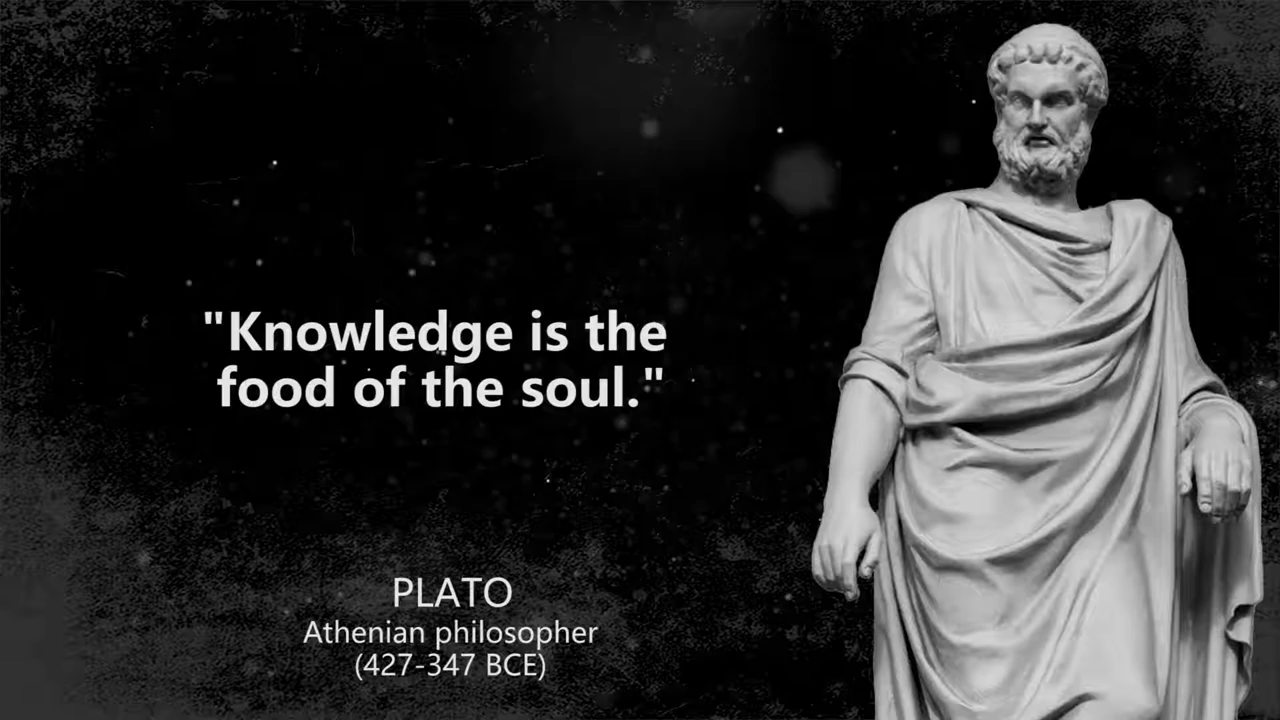 "Knowledge is the
food of the soul."
PLATO
Athenian philosopher
(427-347 BCE)